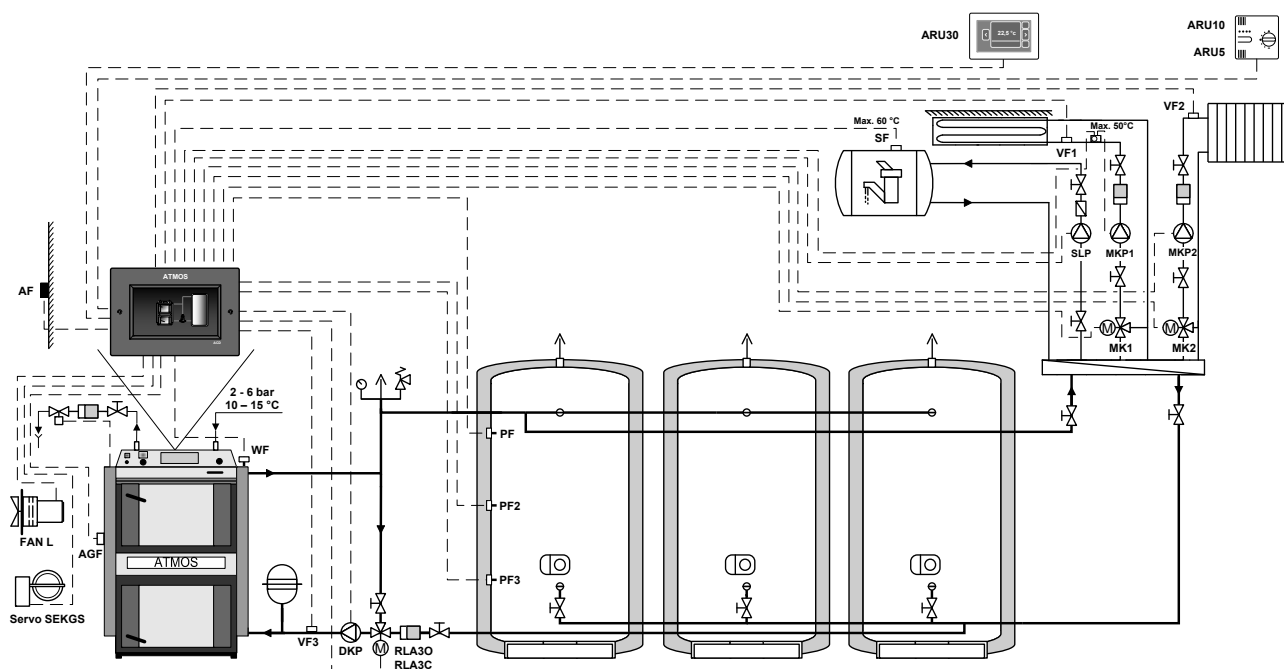 ARU30
22,5 °C
ARU10
ARU5
VF2
Max. 60 °C
SF
Max. 50°C
VF1
SLP
MKP1
MKP2
AF
ATMOS
M
M
MK1
MK2
2 - 6 bar
10 – 15 °C
WF
PF
PF2
FAN L
AGF
ATMOS
PF3
Servo SEKGS
VF3
DKP
M
RLA3O
RLA3C